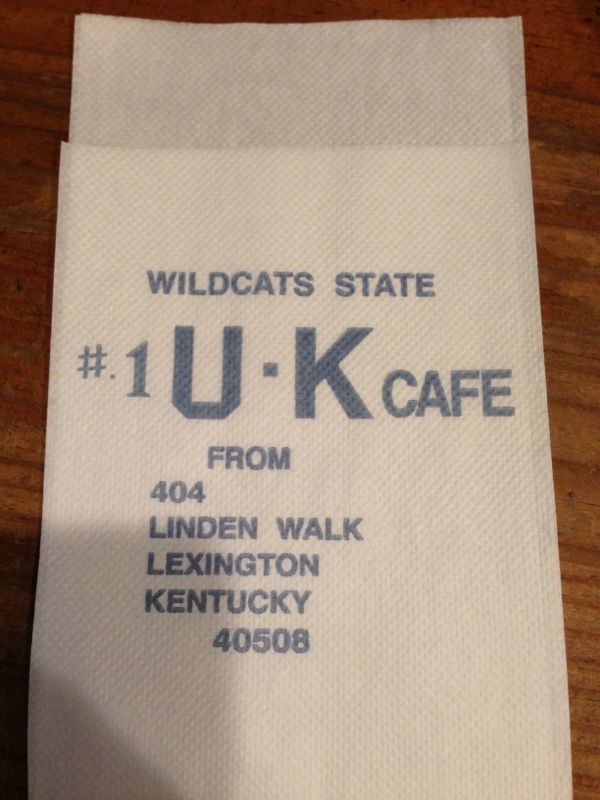 WILDCATS STATE
#.1 U·K CAFE
FROM
404
LINDEN WALK
LEXINGTON
KENTUCKY
40508